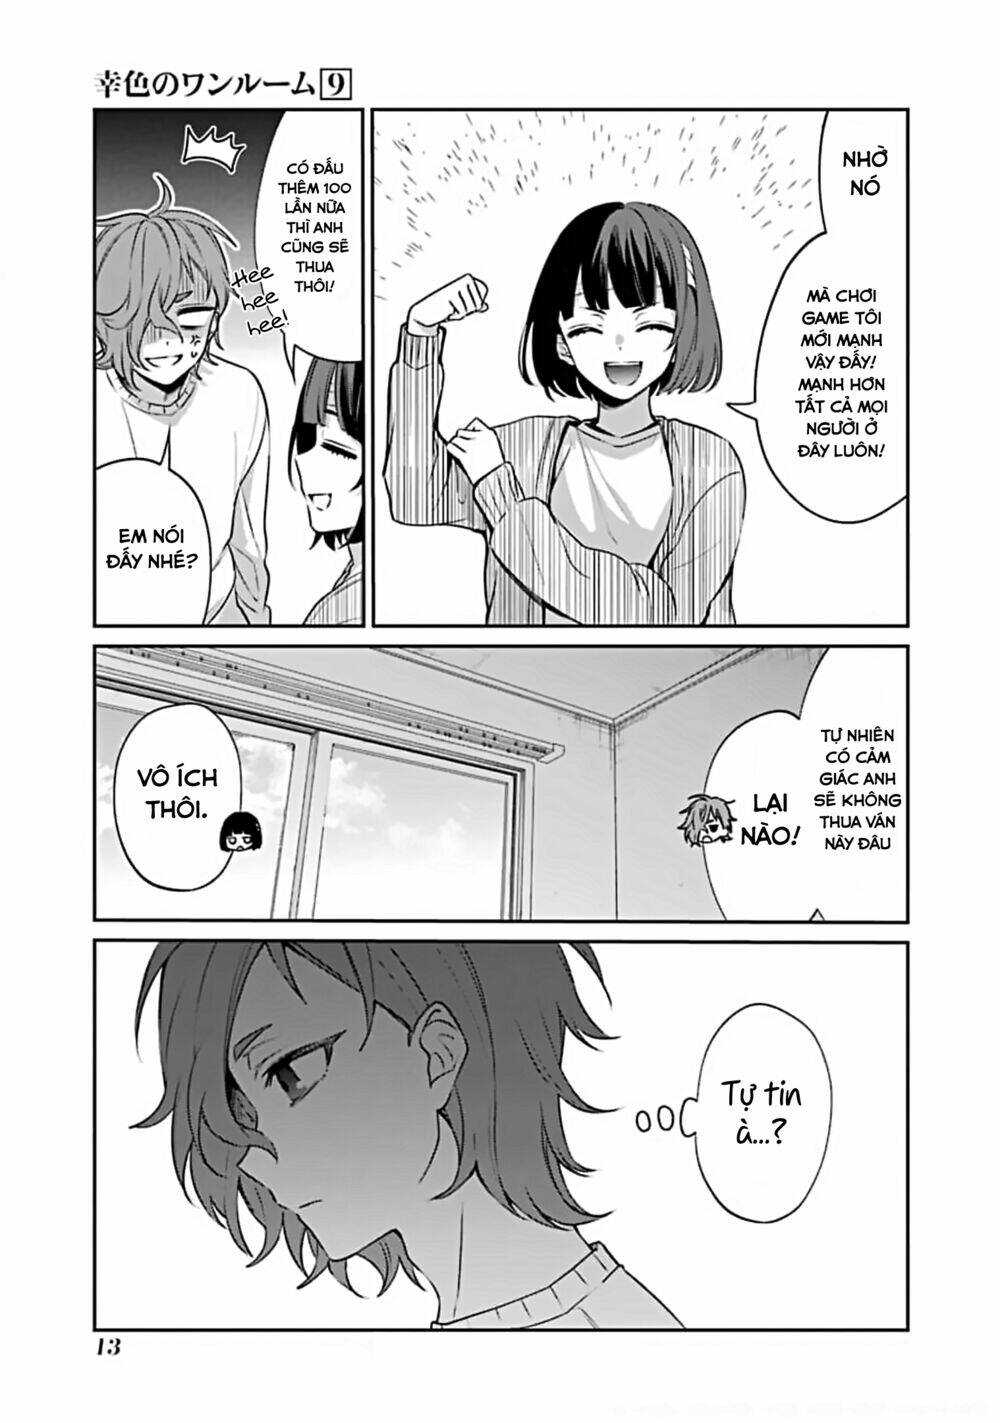 幸色のワンルーム 9
NHỜ
NÓ
MÀ CHƠI
GAME TÔI
MỚI MẠNH
VẬY ĐẤY!
MẠNH HƠN
TẤT CẢ MỌI
NGƯỜI Ở
ĐÂY LUÔN!
CÓ ĐẤU
THÊM 100
LẦN NỮA
THÌ ANH
CŨNG SẼ
THUA
THÔI!
Hee
hee
hee!
EM NÓI
ĐẤY NHÉ?
TỰ NHIÊN
CÓ CẢM
GIÁC ANH
SẼ KHÔNG
THUA VÁN
NÀY ĐÂU
LẠI
NÀO!
VÔ ÍCH
THÔI.
Tự tin
à...?
13